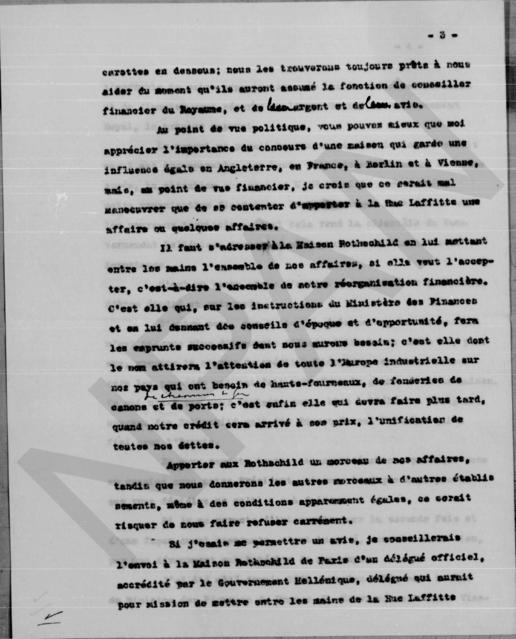 - 3 -
carottes en dessous; nous les trouverons toujours prêts à nous
aider du moment qu'ils auront assumé la fonction de conseiller
financier du Royaume, et de leur argent et de leur avis.
Au point de vue politique, vous pouvez mieux que moi
apprécier l'importance du concours d'une maison qui garde une
influence égale en Angleterre, en France, à Berlin et à Vienne,
mais, au point de vue financier, je crois que ce serait mal
manoeuvrer que de se contenter d'apporter à la Rue Laffitte une
affaire ou quelques affaires.
Il faut s'adresser à la Maison Rothschild en lui mettant
entre les mains l'ensemble de nos affaires, si elle veut l'accep-
ter, c'est-à-dire l'ensemble de notre réorganisation financière.
C'est elle qui, sur les instructions du Ministère des Finances
et en lui donnant des conseils d'époque et d'opportunité, fera
les emprunts successifs dont nous aurons besoin; c'est elle dont
le nom attirera l'attention de toute l'Europe industrielle sur
nos pays qui ont besoin de hauts-fourneaux, de fonderies de
de chemins de fer
canons et de ports; c'est enfin elle qui devra faire plus tard,
quand notre crédit sera arrivé à son prix, l'unification de
toutes nos dettes.
Apporter aux Rothschild un morceau de nos affaires,
tandis que nous donnerons les autres morceaux à d'autres établis
sements, même à des conditions apparemment égales, ce serait
risquer de nous faire refuser carrément.
Si j'osais me permettre un avis, je conseillerais
l'envoi à la Maison Rothschild de Paris d'un délégué officiel,
accrédité par le Gouvernement Hellénique, délégué qui aurait
pour mission de mettre entre les mains de la Rue Laffitte